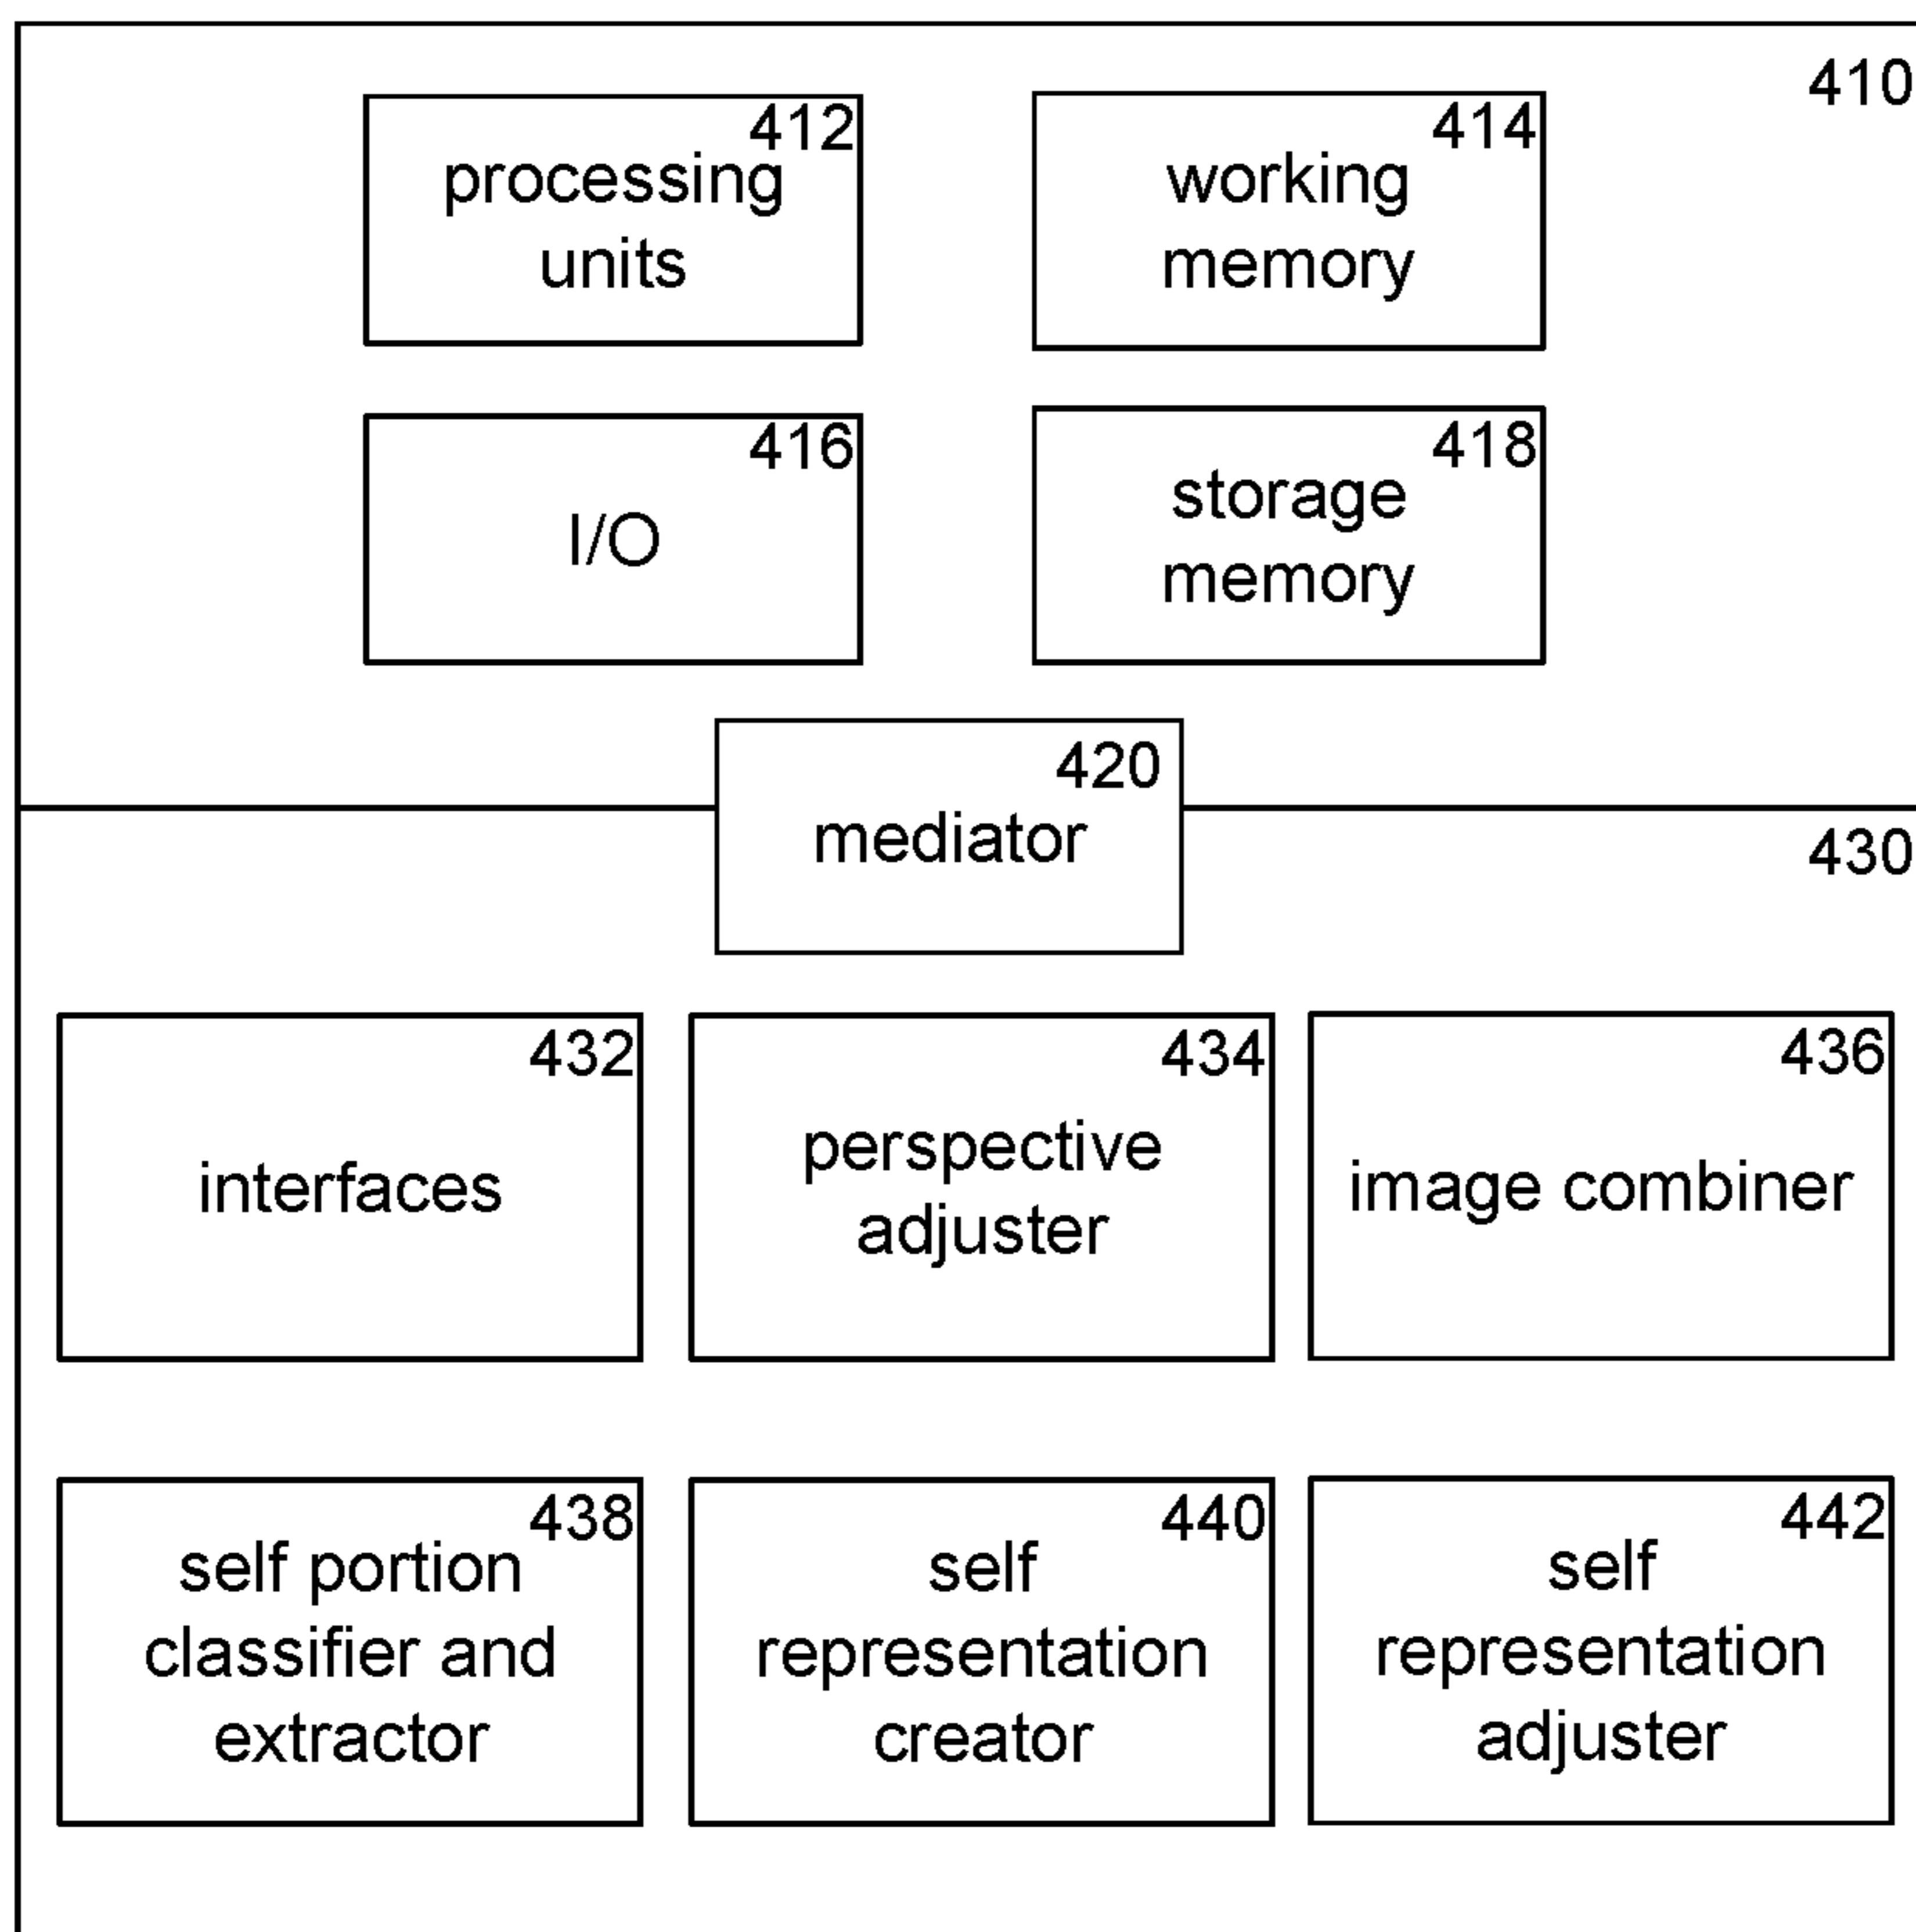 410
412
processing
units
414
working
memory
416
I/O
418
storage
memory
420
mediator
430
432
interfaces
434
perspective
adjuster
436
image combiner
438
self portion
classifier and
extractor
440
self
representation
creator
442
self
representation
adjuster